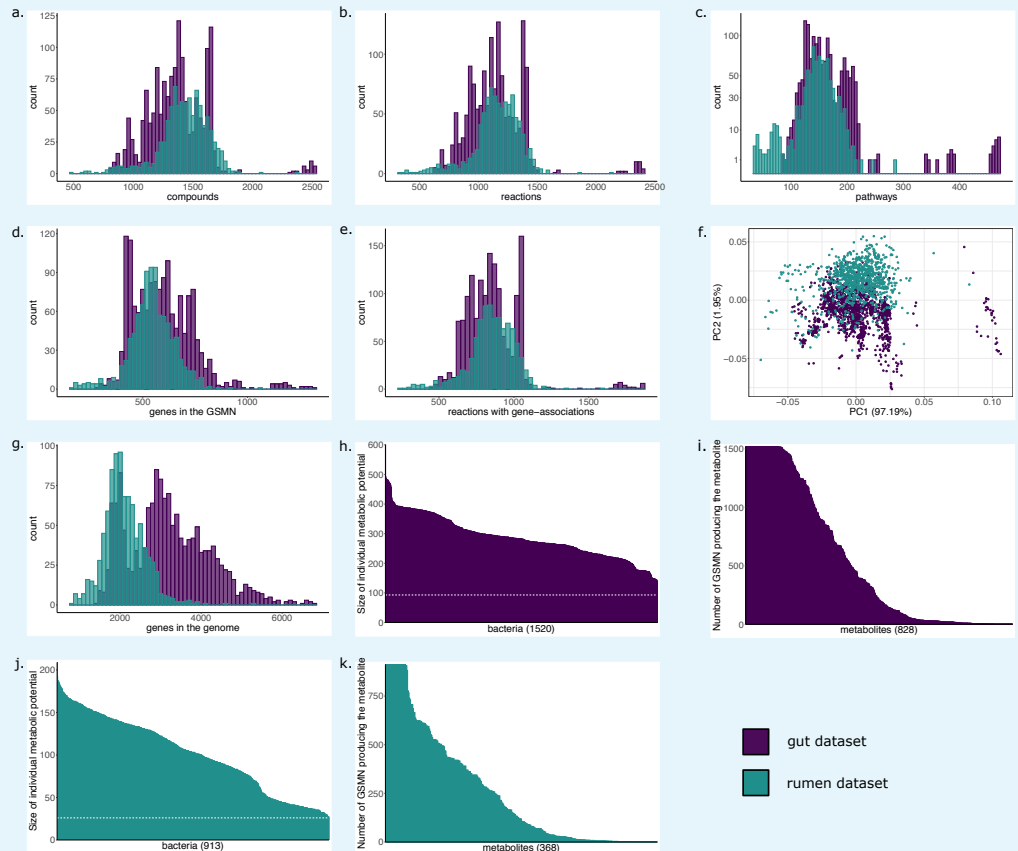 a.
125
100
75
50
25
0
count
500
1000
1500
2000
2500
compounds
b.
100
50
0
count
500
1000
1500
2000
2500
reactions
c.
100
50
30
10
1
count
100
200
300
400
pathways
d.
120
90
60
30
0
count
500
1000
genes in the GSMN
e.
150
100
50
0
count
500
1000
1500
reactions with gene−associations
f.
0.05
0.00
−0.05
PC2 (1.95%)
−0.05
0.00
0.05
0.10
PC1 (97.19%)
g.
100
75
50
25
0
count
2000
4000
6000
genes in the genome
h.
600
500
400
300
200
100
0
Size of individual metabolic potential
bacteria (1520)
i.
1500
1000
500
0
Number of GSMN producing the metabolite
metabolites (828)
j.
200
150
100
50
0
Size of individual metabolic potential
bacteria (913)
k.
750
500
250
0
Number of GSMN producing the metabolite
metabolites (368)
gut dataset
rumen dataset